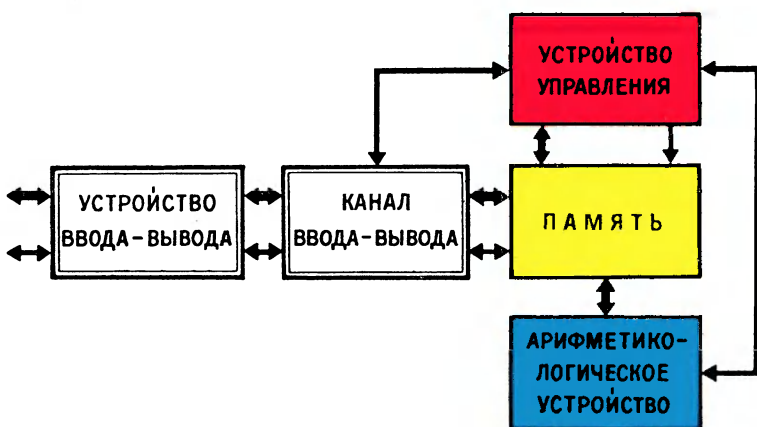 УСТРОЙСТВО
УПРАВЛЕНИЯ
УСТРОЙСТВО
ВВОДА-ВЫВОДА
КАНАЛ
ВВОДА-ВЫВОДА
ПАМЯТЬ
АРИФМЕТИКО-
ЛОГИЧЕСКОЕ
УСТРОЙСТВО